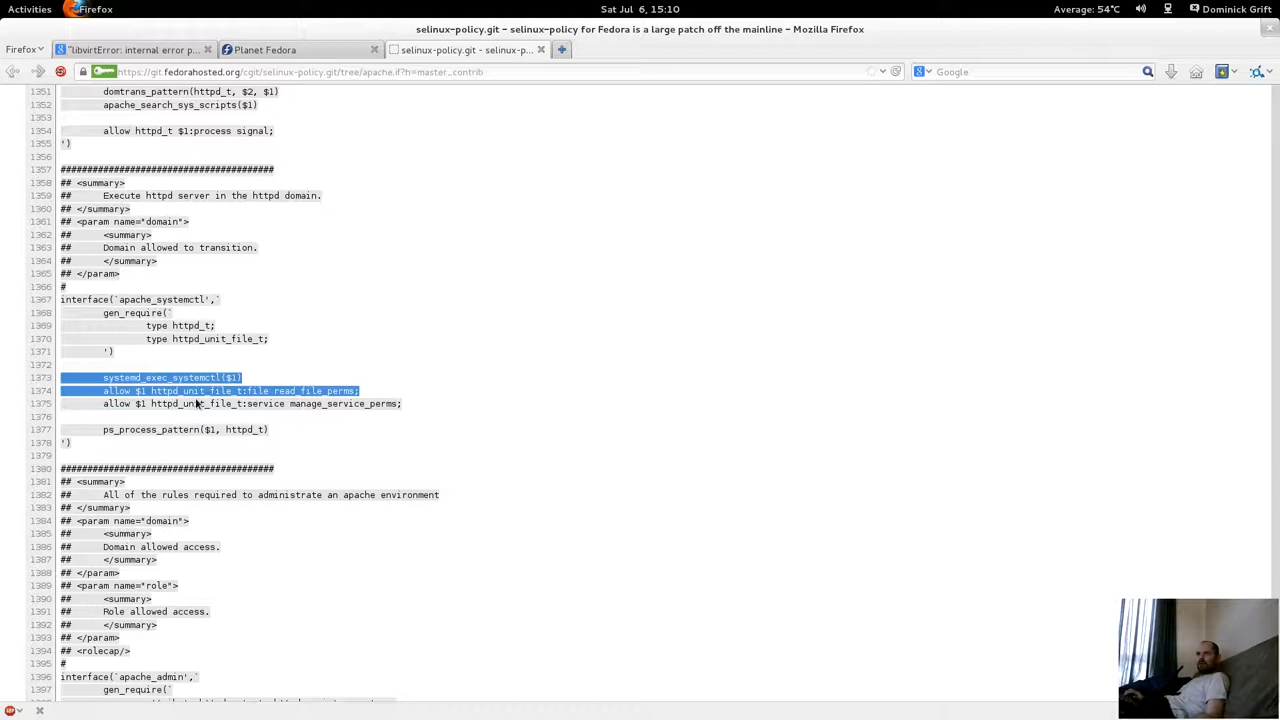 Activities Firefox Sat Jul 6, 15:10 Average: 54°C Dominick Grift
selinux-policy.git - selinux-policy for Fedora is a large patch off the mainline - Mozilla Firefox
Firefox "libvirtError: internal error p... Planet Fedora selinux-policy.git - selinux-p...
https://git.fedorahosted.org/cgit/selinux-policy.git/tree/apache.if?h=master_contrib Google
1351 domtrans_pattern(httpd_t, $2, $1)
1352 apache_search_sys_scripts($1)
1353
1354 allow httpd_t $1:process signal;
1355 ')
1356
1357 ########################################
1358 ## <summary>
1359 ## Execute httpd server in the httpd domain.
1360 ## </summary>
1361 ## <param name="domain">
1362 ## <summary>
1363 ## Domain allowed to transition.
1364 ## </summary>
1365 ## </param>
1366 #
1367 interface(`apache_systemctl',`
1368 gen_require(`
1369 type httpd_t;
1370 type httpd_unit_file_t;
1371 ')
1372
1373 systemd_exec_systemctl($1)
1374 allow $1 httpd_unit_file_t:file read_file_perms;
1375 allow $1 httpd_unit_file_t:service manage_service_perms;
1376
1377 ps_process_pattern($1, httpd_t)
1378 ')
1379
1380 ########################################
1381 ## <summary>
1382 ## All of the rules required to administrate an apache environment
1383 ## </summary>
1384 ## <param name="domain">
1385 ## <summary>
1386 ## Domain allowed access.
1387 ## </summary>
1388 ## </param>
1389 ## <param name="role">
1390 ## <summary>
1391 ## Role allowed access.
1392 ## </summary>
1393 ## </param>
1394 ## <rolecap/>
1395 #
1396 interface(`apache_admin',`
1397 gen_require(`